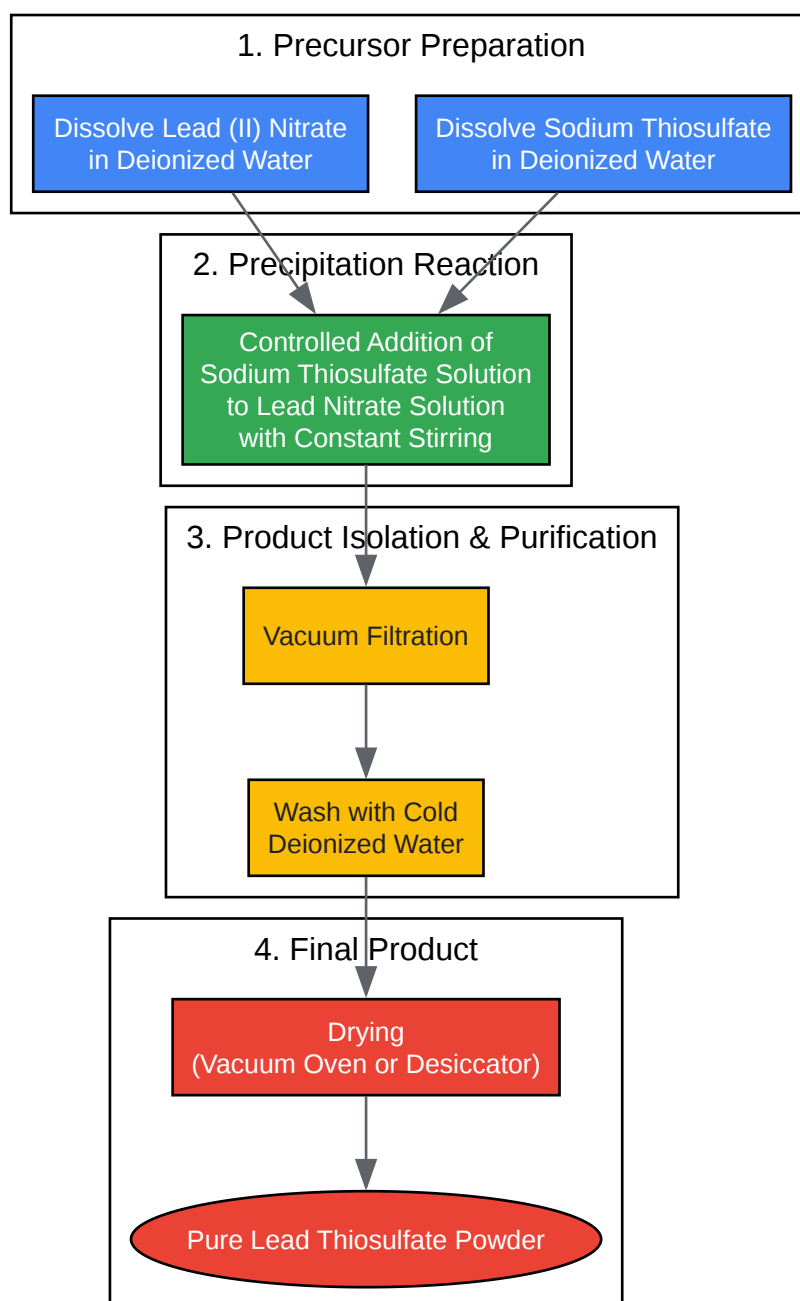 1. Precursor Preparation
Dissolve Lead (II) Nitrate
in Deionized Water
Dissolve Sodium Thiosulfate
in Deionized Water
2. Precipitation Reaction
Controlled Addition of
Sodium Thiosulfate Solution
to Lead Nitrate Solution
with Constant Stirring
3. Product Isolation & Purification
Vacuum Filtration
Wash with Cold
Deionized Water
4. Final Product
Drying
(Vacuum Oven or Desiccator)
Pure Lead Thiosulfate Powder